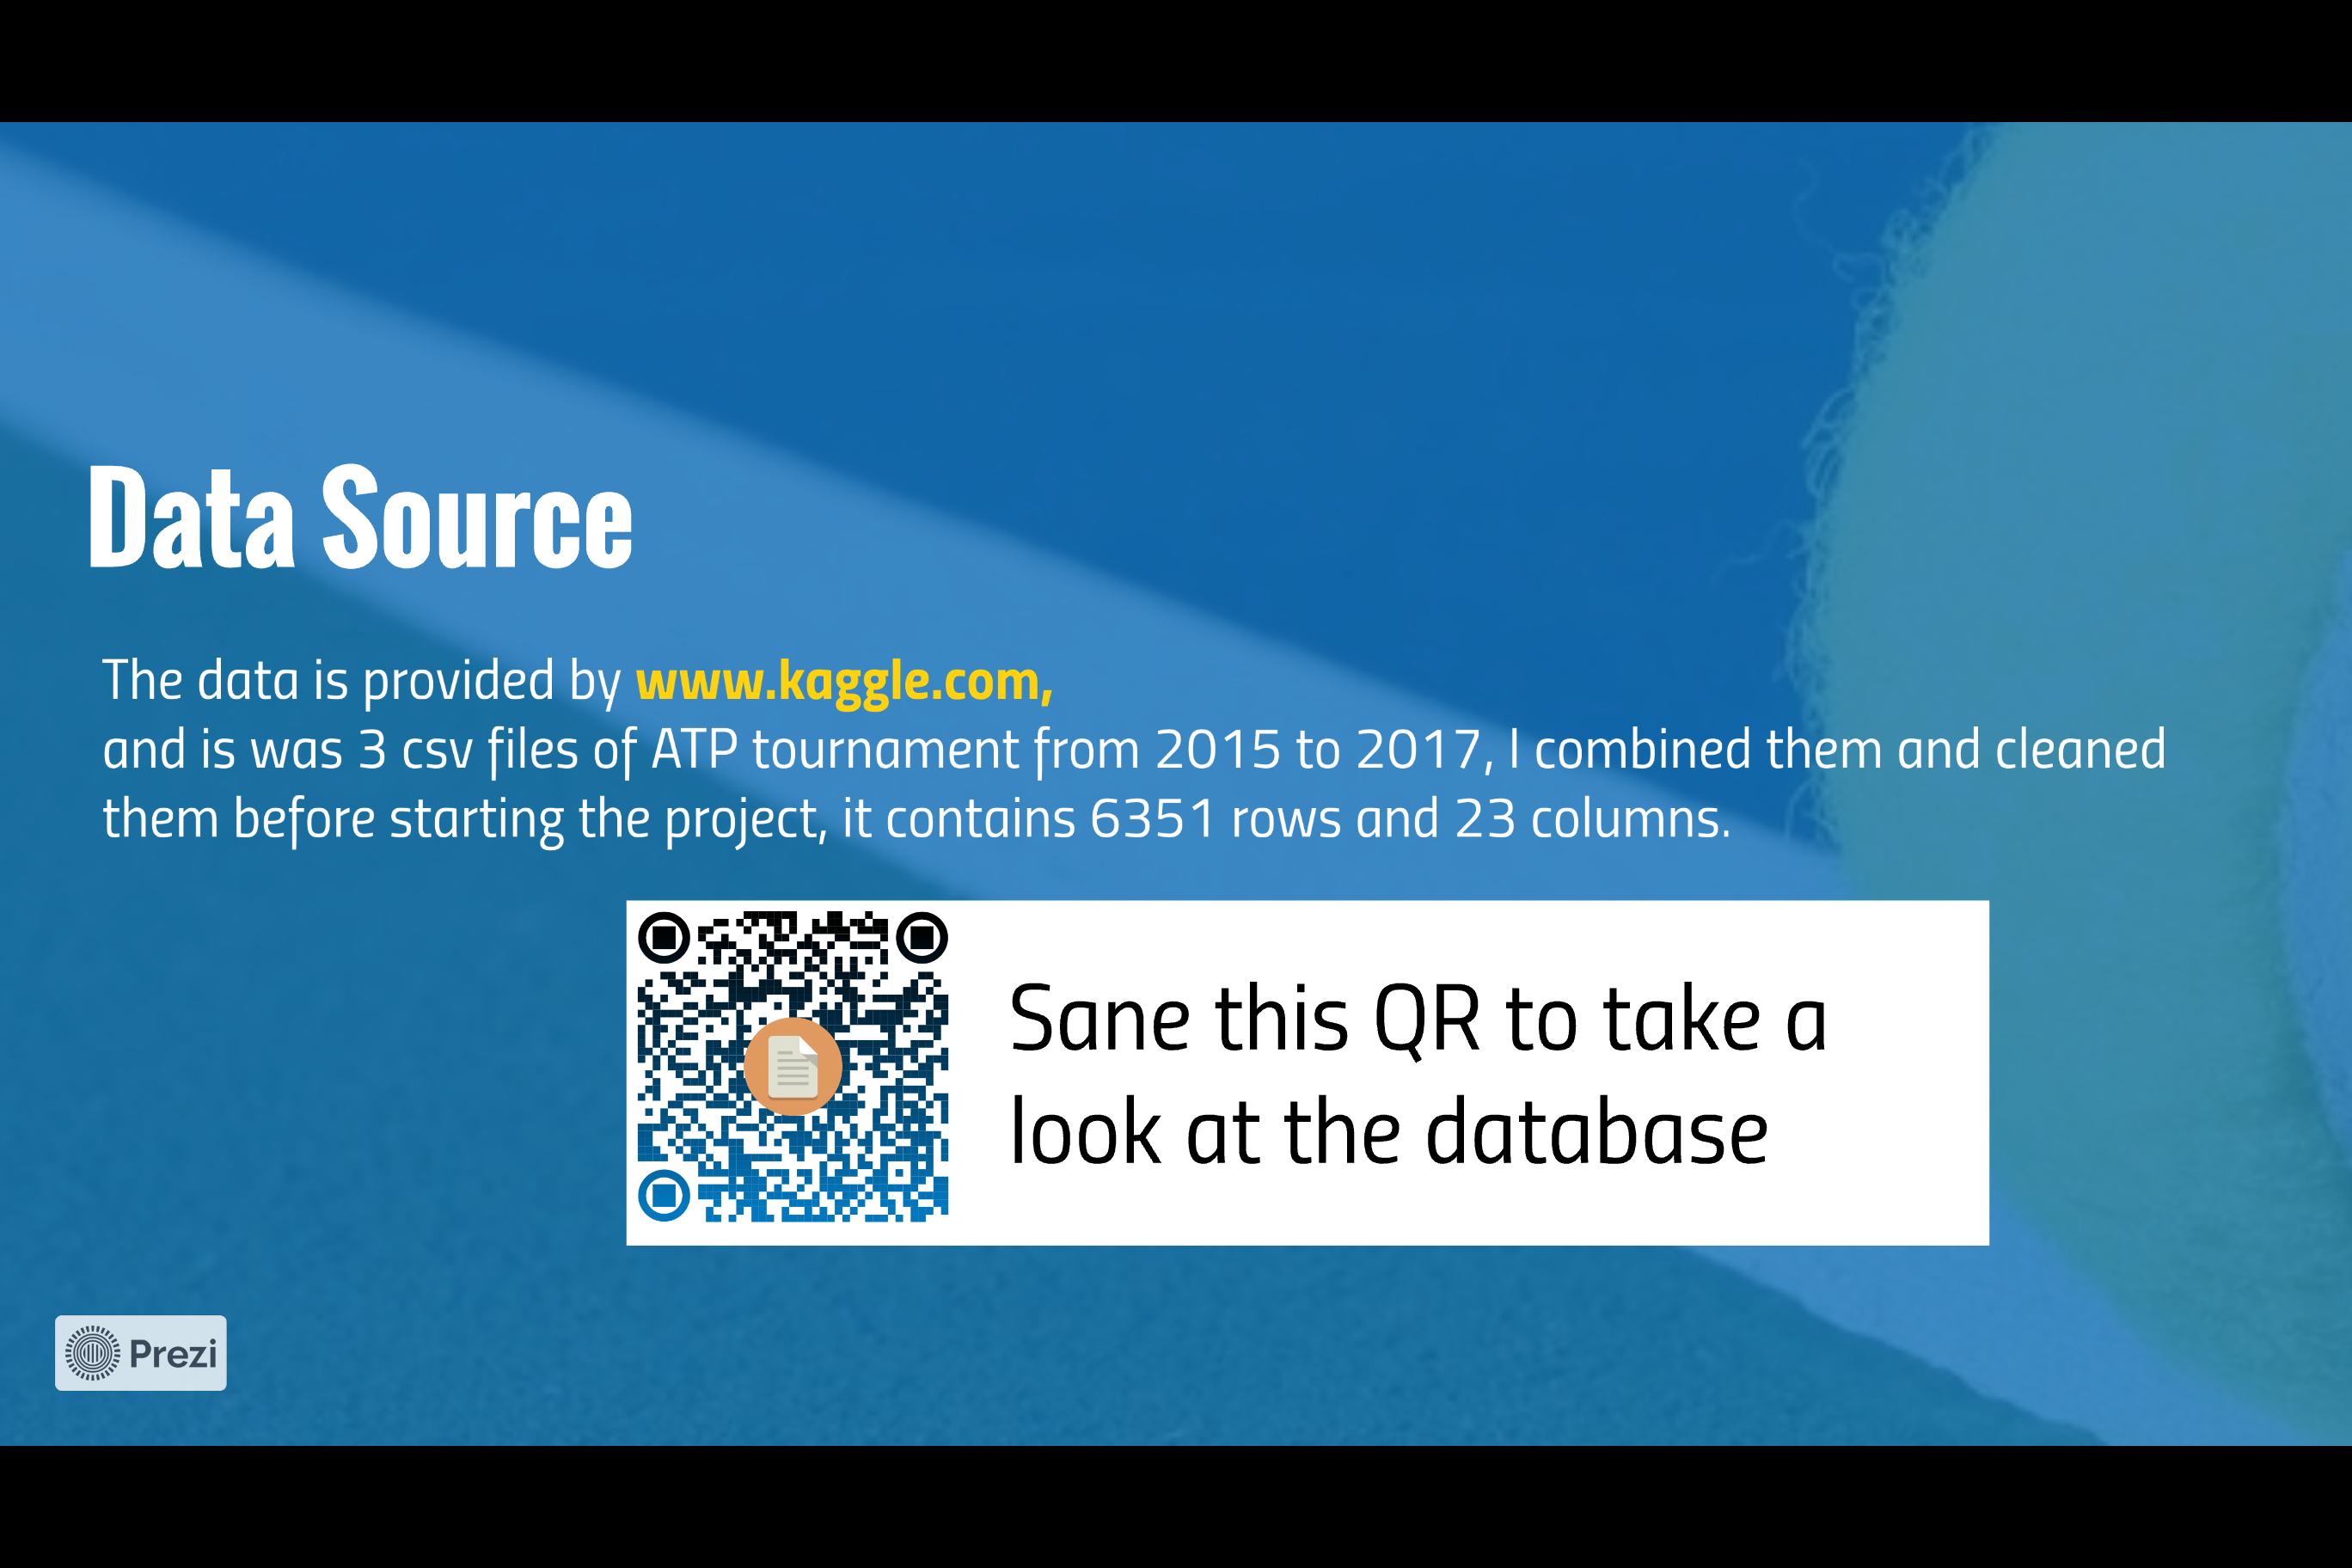 Data Source
The data is provided by www.kaggle.com,
and is was 3 csv files of ATP tournament from 2015 to 2017, I combined them and cleaned
them before starting the project, it contains 6351 rows and 23 columns.
Sane this QR to take a
look at the database
Prezi